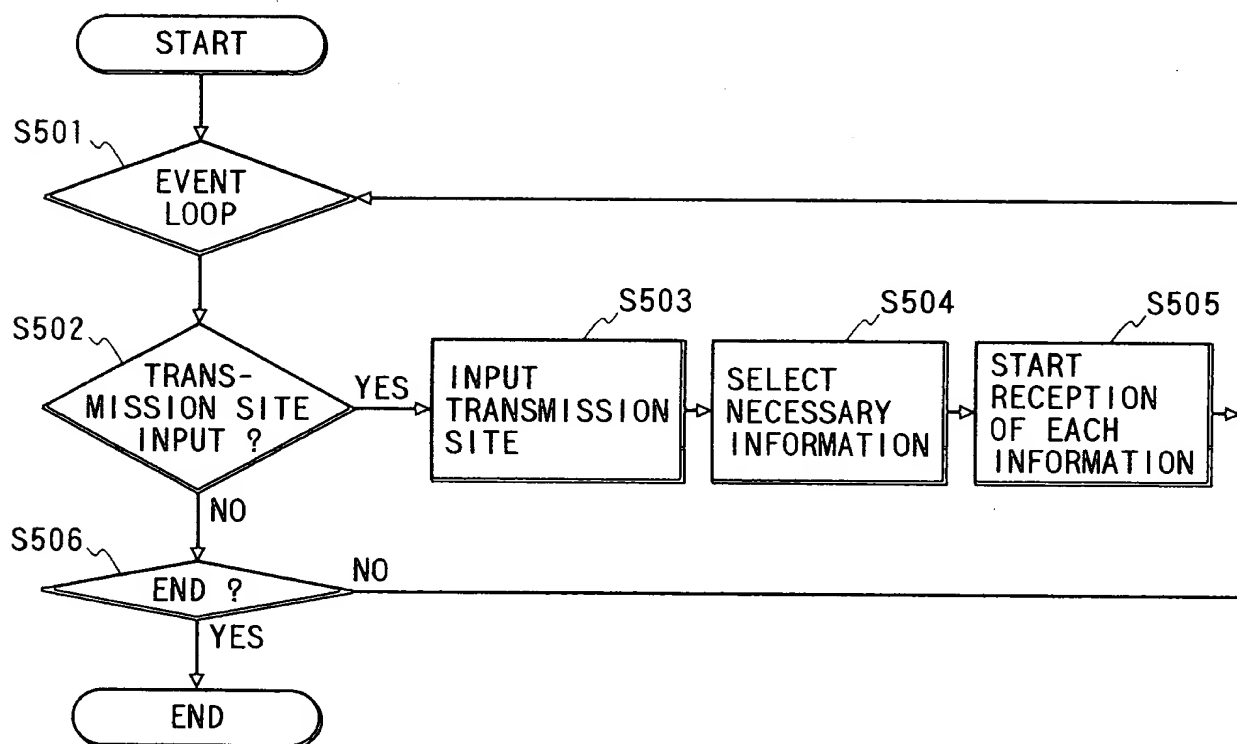 START
S501
EVENT
LOOP
S502
TRANS-
MISSION SITE
INPUT ?
YES
S503
INPUT
TRANSMISSION
SITE
S504
SELECT
NECESSARY
INFORMATION
S505
START
RECEPTION
OF EACH
INFORMATION
NO
S506
END ?
NO
YES
END